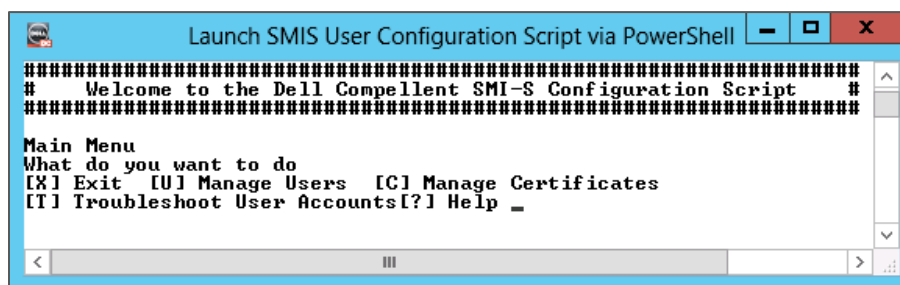 Launch SMIS User Configuration Script via PowerShell
######################################################################
#    Welcome to the Dell Compellent SMI-S Configuration Script    #
######################################################################
Main Menu
What do you want to do
[X] Exit  [U] Manage Users  [C] Manage Certificates
[T] Troubleshoot User Accounts[?] Help _